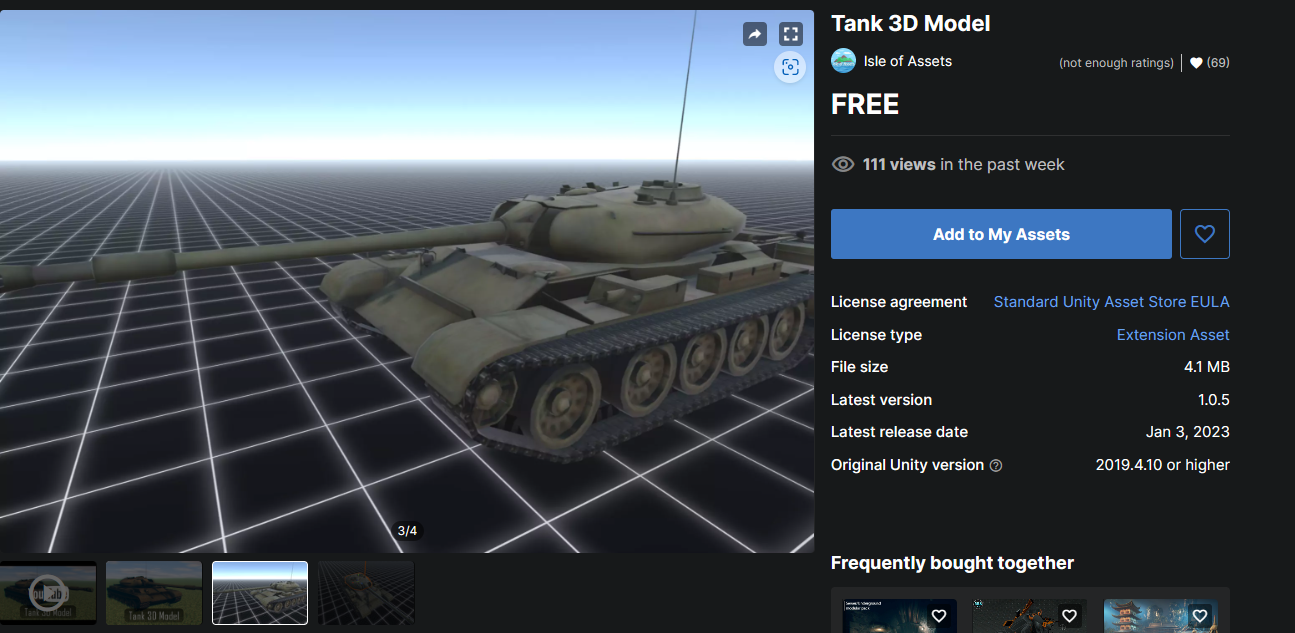 Tank 3D Model
Isle of Assets
(not enough ratings)
(69)
FREE
111 views in the past week
Add to My Assets
License agreement
Standard Unity Asset Store EULA
License type
Extension Asset
File size
4.1 MB
Latest version
1.0.5
Latest release date
Jan 3, 2023
Original Unity version
2019.4.10 or higher
3/4
Tank 3D Model
Tank 3D Model
Frequently bought together